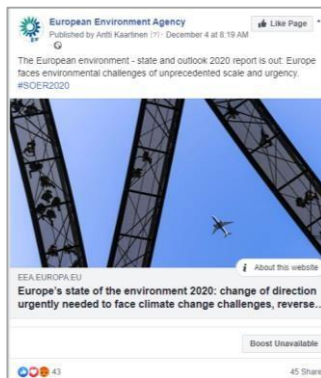 European Environment Agency
Like Page
Published by Antti Kaartinen [?] · December 4 at 8:19 AM ·
The European environment - state and outlook 2020 report is out: Europe
faces environmental challenges of unprecedented scale and urgency.
#SOER2020
i About this website
EEA.EUROPA.EU
Europe's state of the environment 2020: change of direction
urgently needed to face climate change challenges, reverse...
Boost Unavailable
43
45 Share